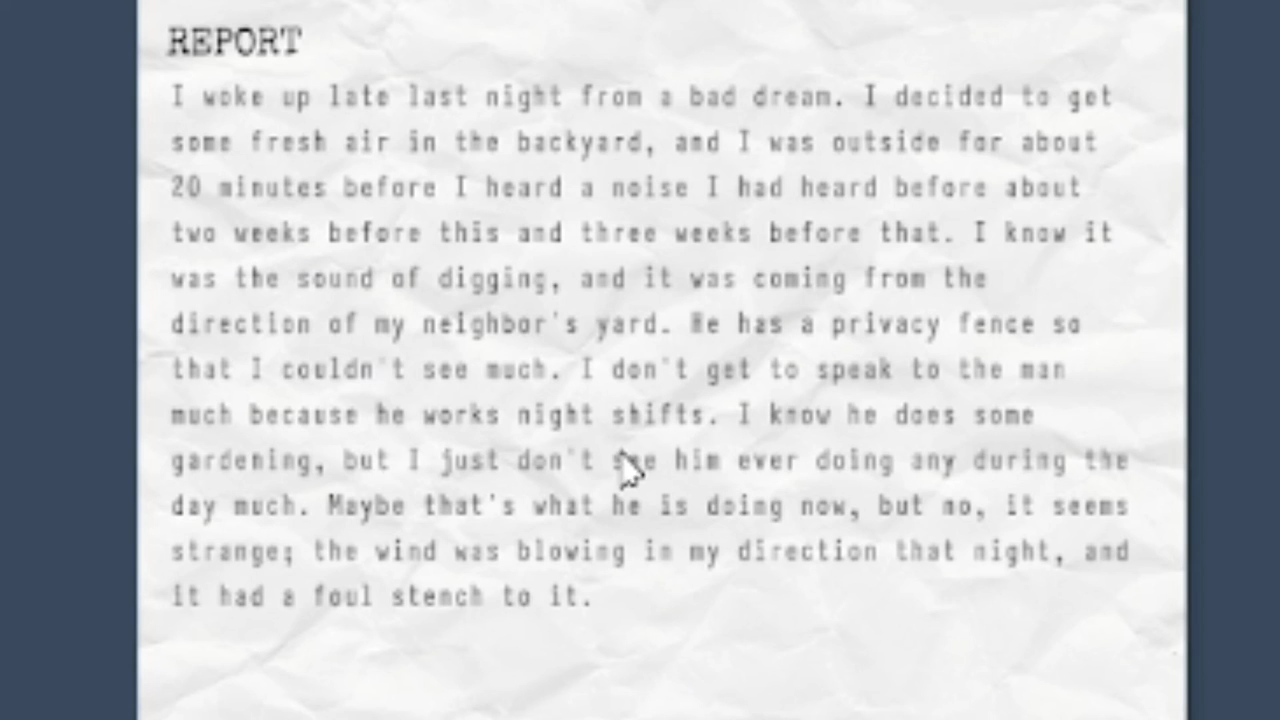 REPORT
I woke up late last night from a bad dream. I decided to get
some fresh air in the backyard, and I was outside for about
20 minutes before I heard a noise I had heard before about
two weeks before this and three weeks before that. I know it
was the sound of digging, and it was coming from the
direction of my neighbor's yard. He has a privacy fence so
that I couldn't see much. I don't get to speak to the man
much because he works night shifts. I know he does some
gardening, but I just don't see him ever doing any during the
day much. Maybe that's what he is doing now, but no, it seems
strange; the wind was blowing in my direction that night, and
it had a foul stench to it.